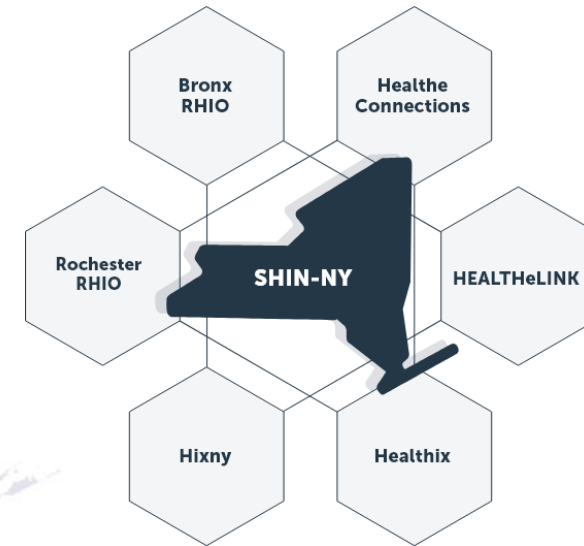 Bronx
RHIO
Healthe
Connections
Rochester
RHIO
SHIN-NY
HEALTHeLINK
Hixny
Healthix